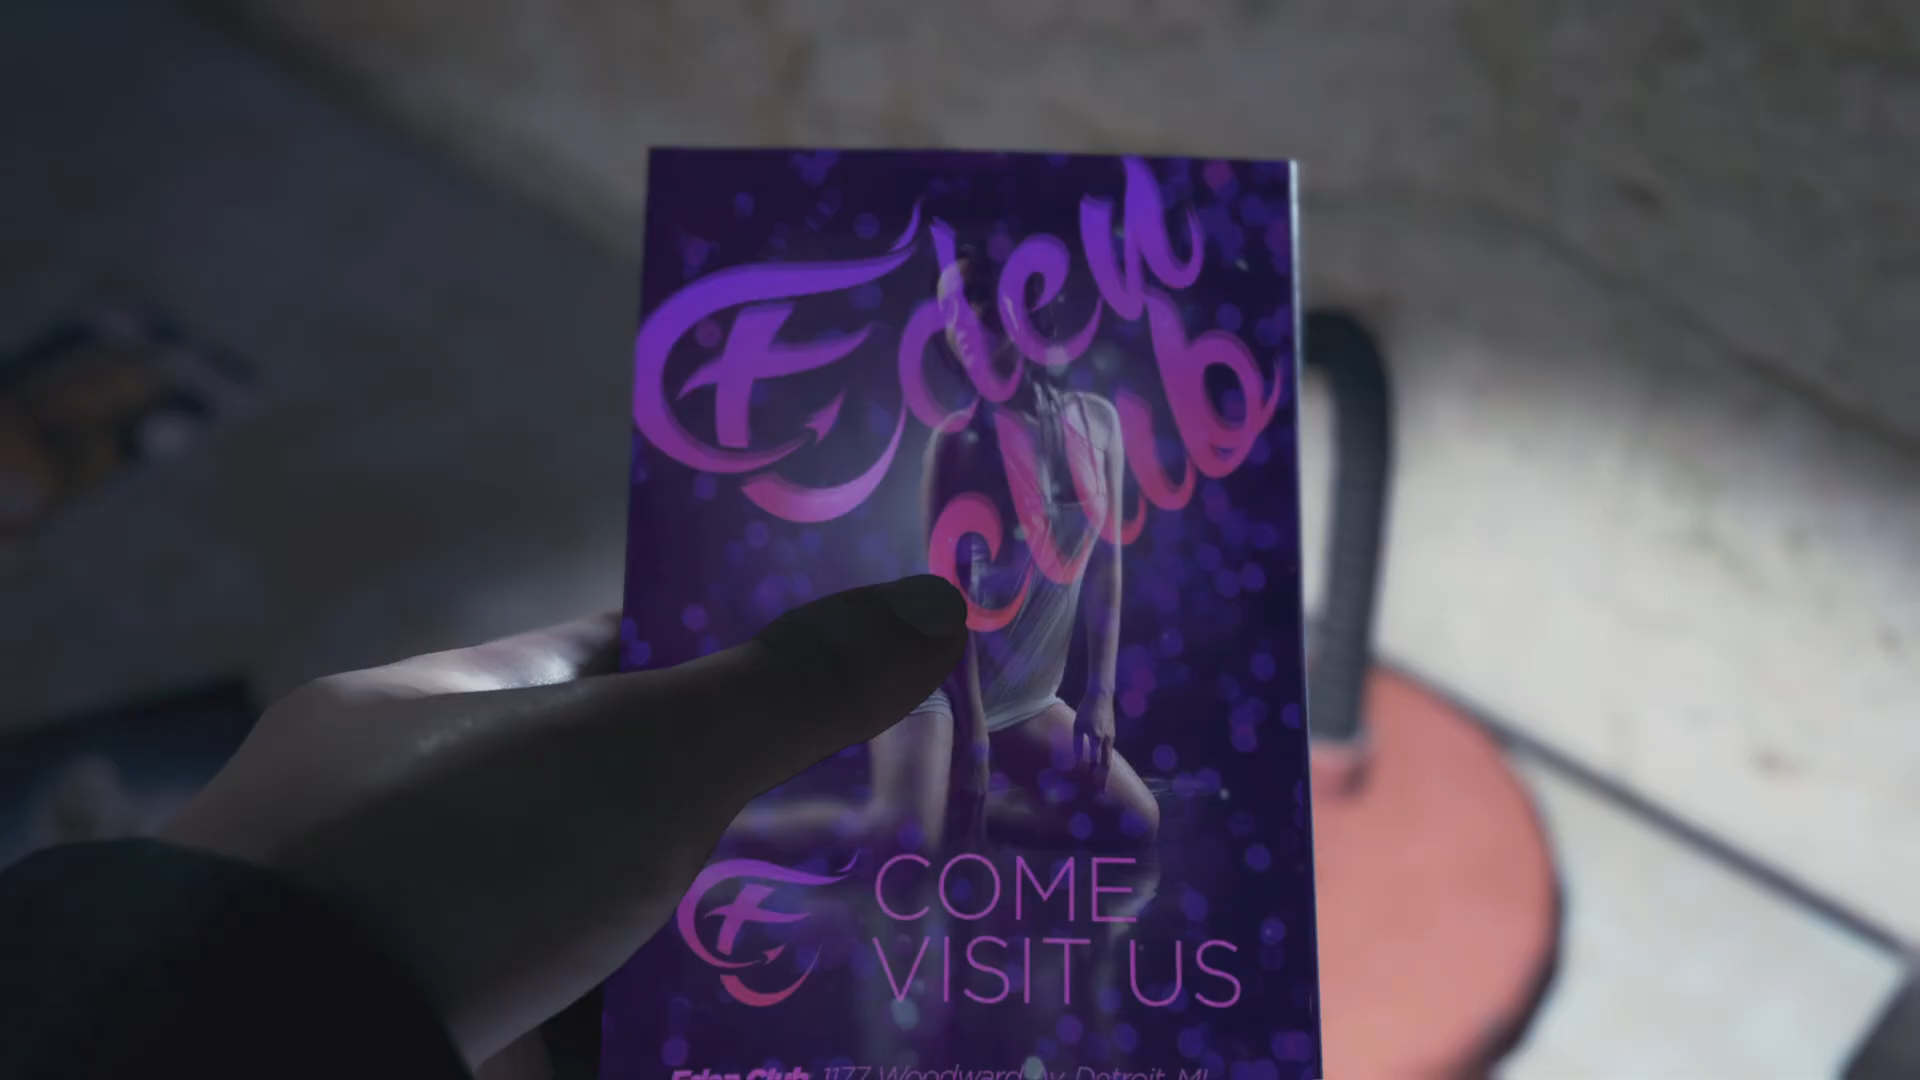 Eden
club
COME
VISIT US
Eden Club, 1177 Woodward Av. Detroit, MI